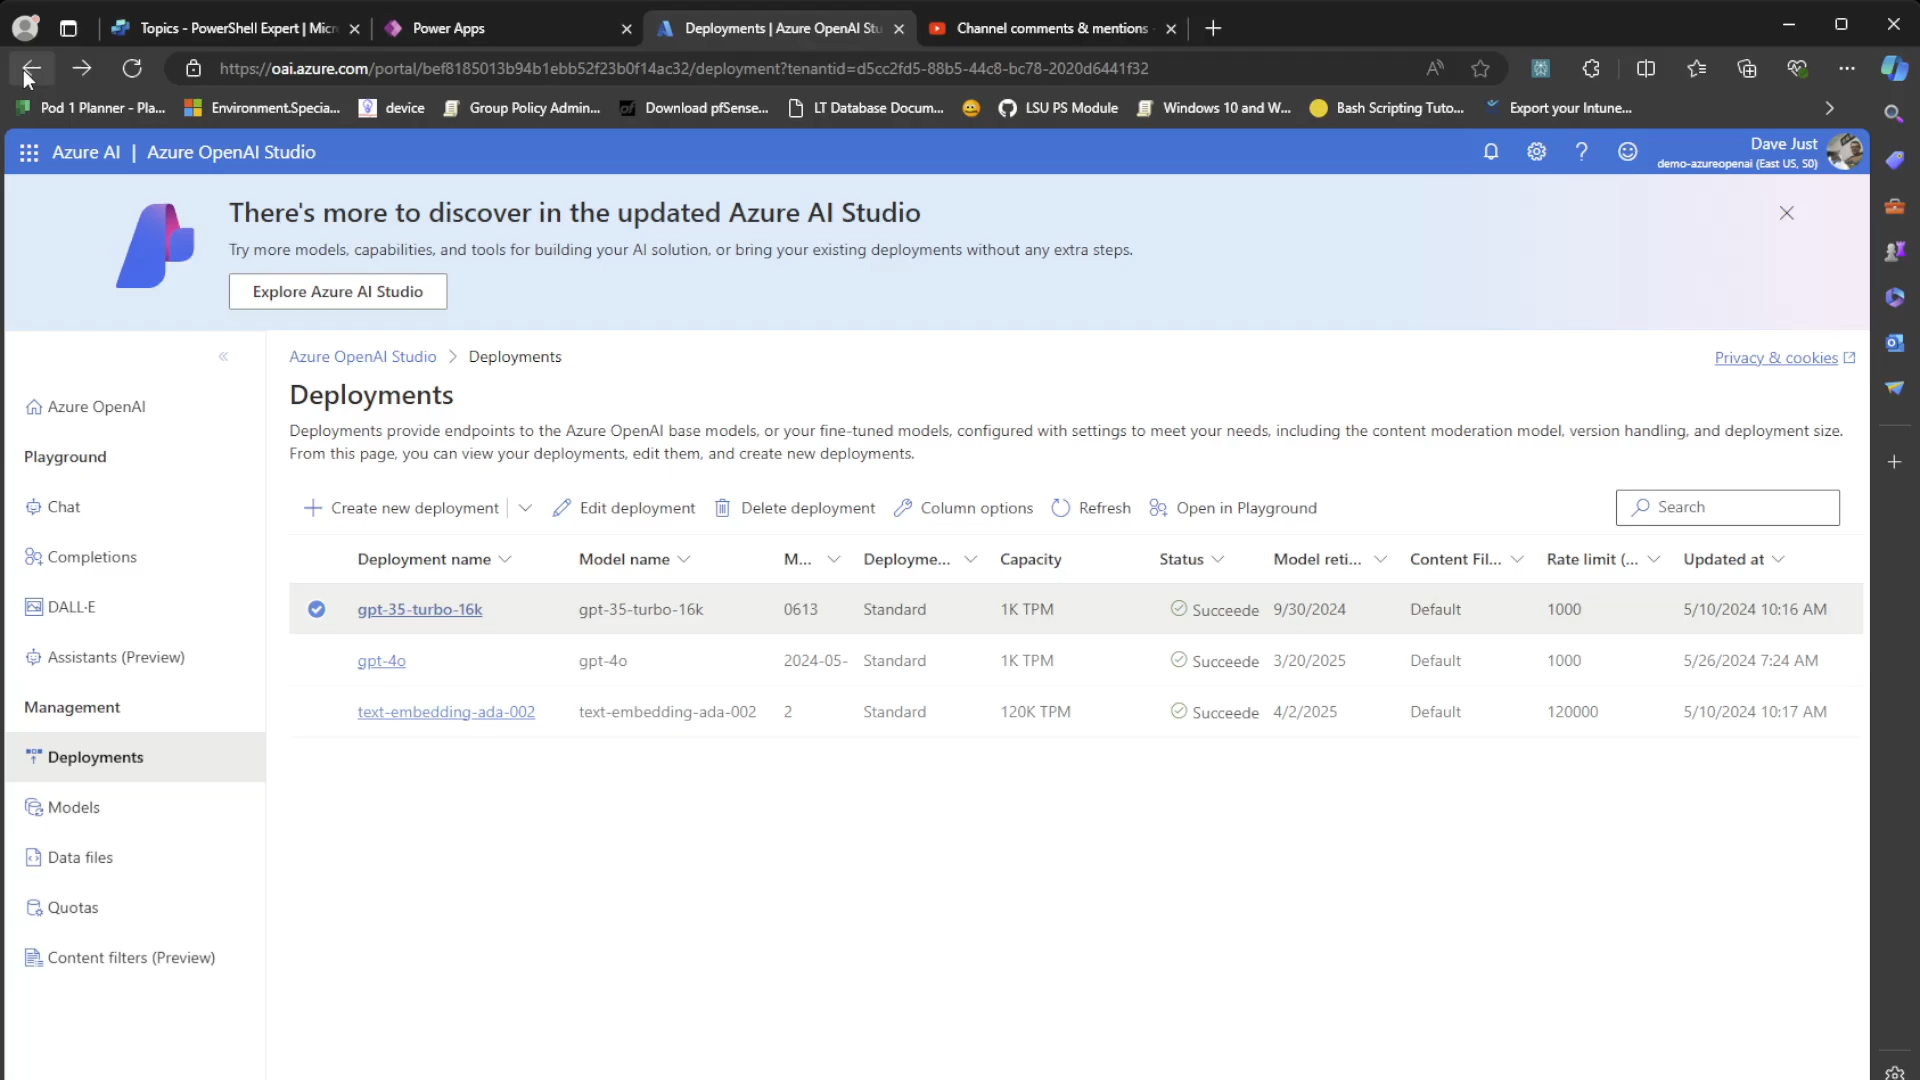 Topics - PowerShell Expert | Micr
Power Apps
Deployments | Azure OpenAI Stu
Channel comments & mentions
https://oai.azure.com/portal/bef8185013b94b1ebb52f23b0f14ac32/deployment?tenantid=d5cc2fd5-88b5-44c8-bc78-2020d6441f32
Pod 1 Planner - Pla...
Environment.Specia...
device
Group Policy Admin...
Download pfSense...
LT Database Docum...
LSU PS Module
Windows 10 and W...
Bash Scripting Tuto...
Export your Intune...
Azure AI | Azure OpenAI Studio
Dave Just
demo-azureopenai (East US, S0)
There's more to discover in the updated Azure AI Studio
Try more models, capabilities, and tools for building your AI solution, or bring your existing deployments without any extra steps.
Explore Azure AI Studio
Azure OpenAI
Playground
Chat
Completions
DALL·E
Assistants (Preview)
Management
Deployments
Models
Data files
Quotas
Content filters (Preview)
Azure OpenAI Studio > Deployments
Privacy & cookies
Deployments
Deployments provide endpoints to the Azure OpenAI base models, or your fine-tuned models, configured with settings to meet your needs, including the content moderation model, version handling, and deployment size.
From this page, you can view your deployments, edit them, and create new deployments.
Create new deployment
Edit deployment
Delete deployment
Column options
Refresh
Open in Playground
Search
Deployment name Model name M... Deployme... Capacity Status Model reti... Content Fil... Rate limit (... Updated at
gpt-35-turbo-16k gpt-35-turbo-16k 0613 Standard 1K TPM Succeede 9/30/2024 Default 1000 5/10/2024 10:16 AM
gpt-4o gpt-4o 2024-05- Standard 1K TPM Succeede 3/20/2025 Default 1000 5/26/2024 7:24 AM
text-embedding-ada-002 text-embedding-ada-002 2 Standard 120K TPM Succeede 4/2/2025 Default 120000 5/10/2024 10:17 AM